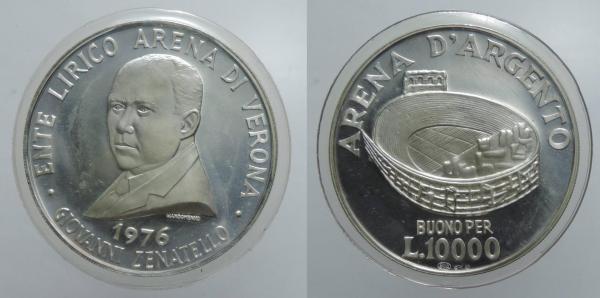 · ENTE LIRICO ARENA DI VERONA ·
1976
GIOVANNI ZENATELLO
ARENA D'ARGENTO
BUONO PER
L.10000